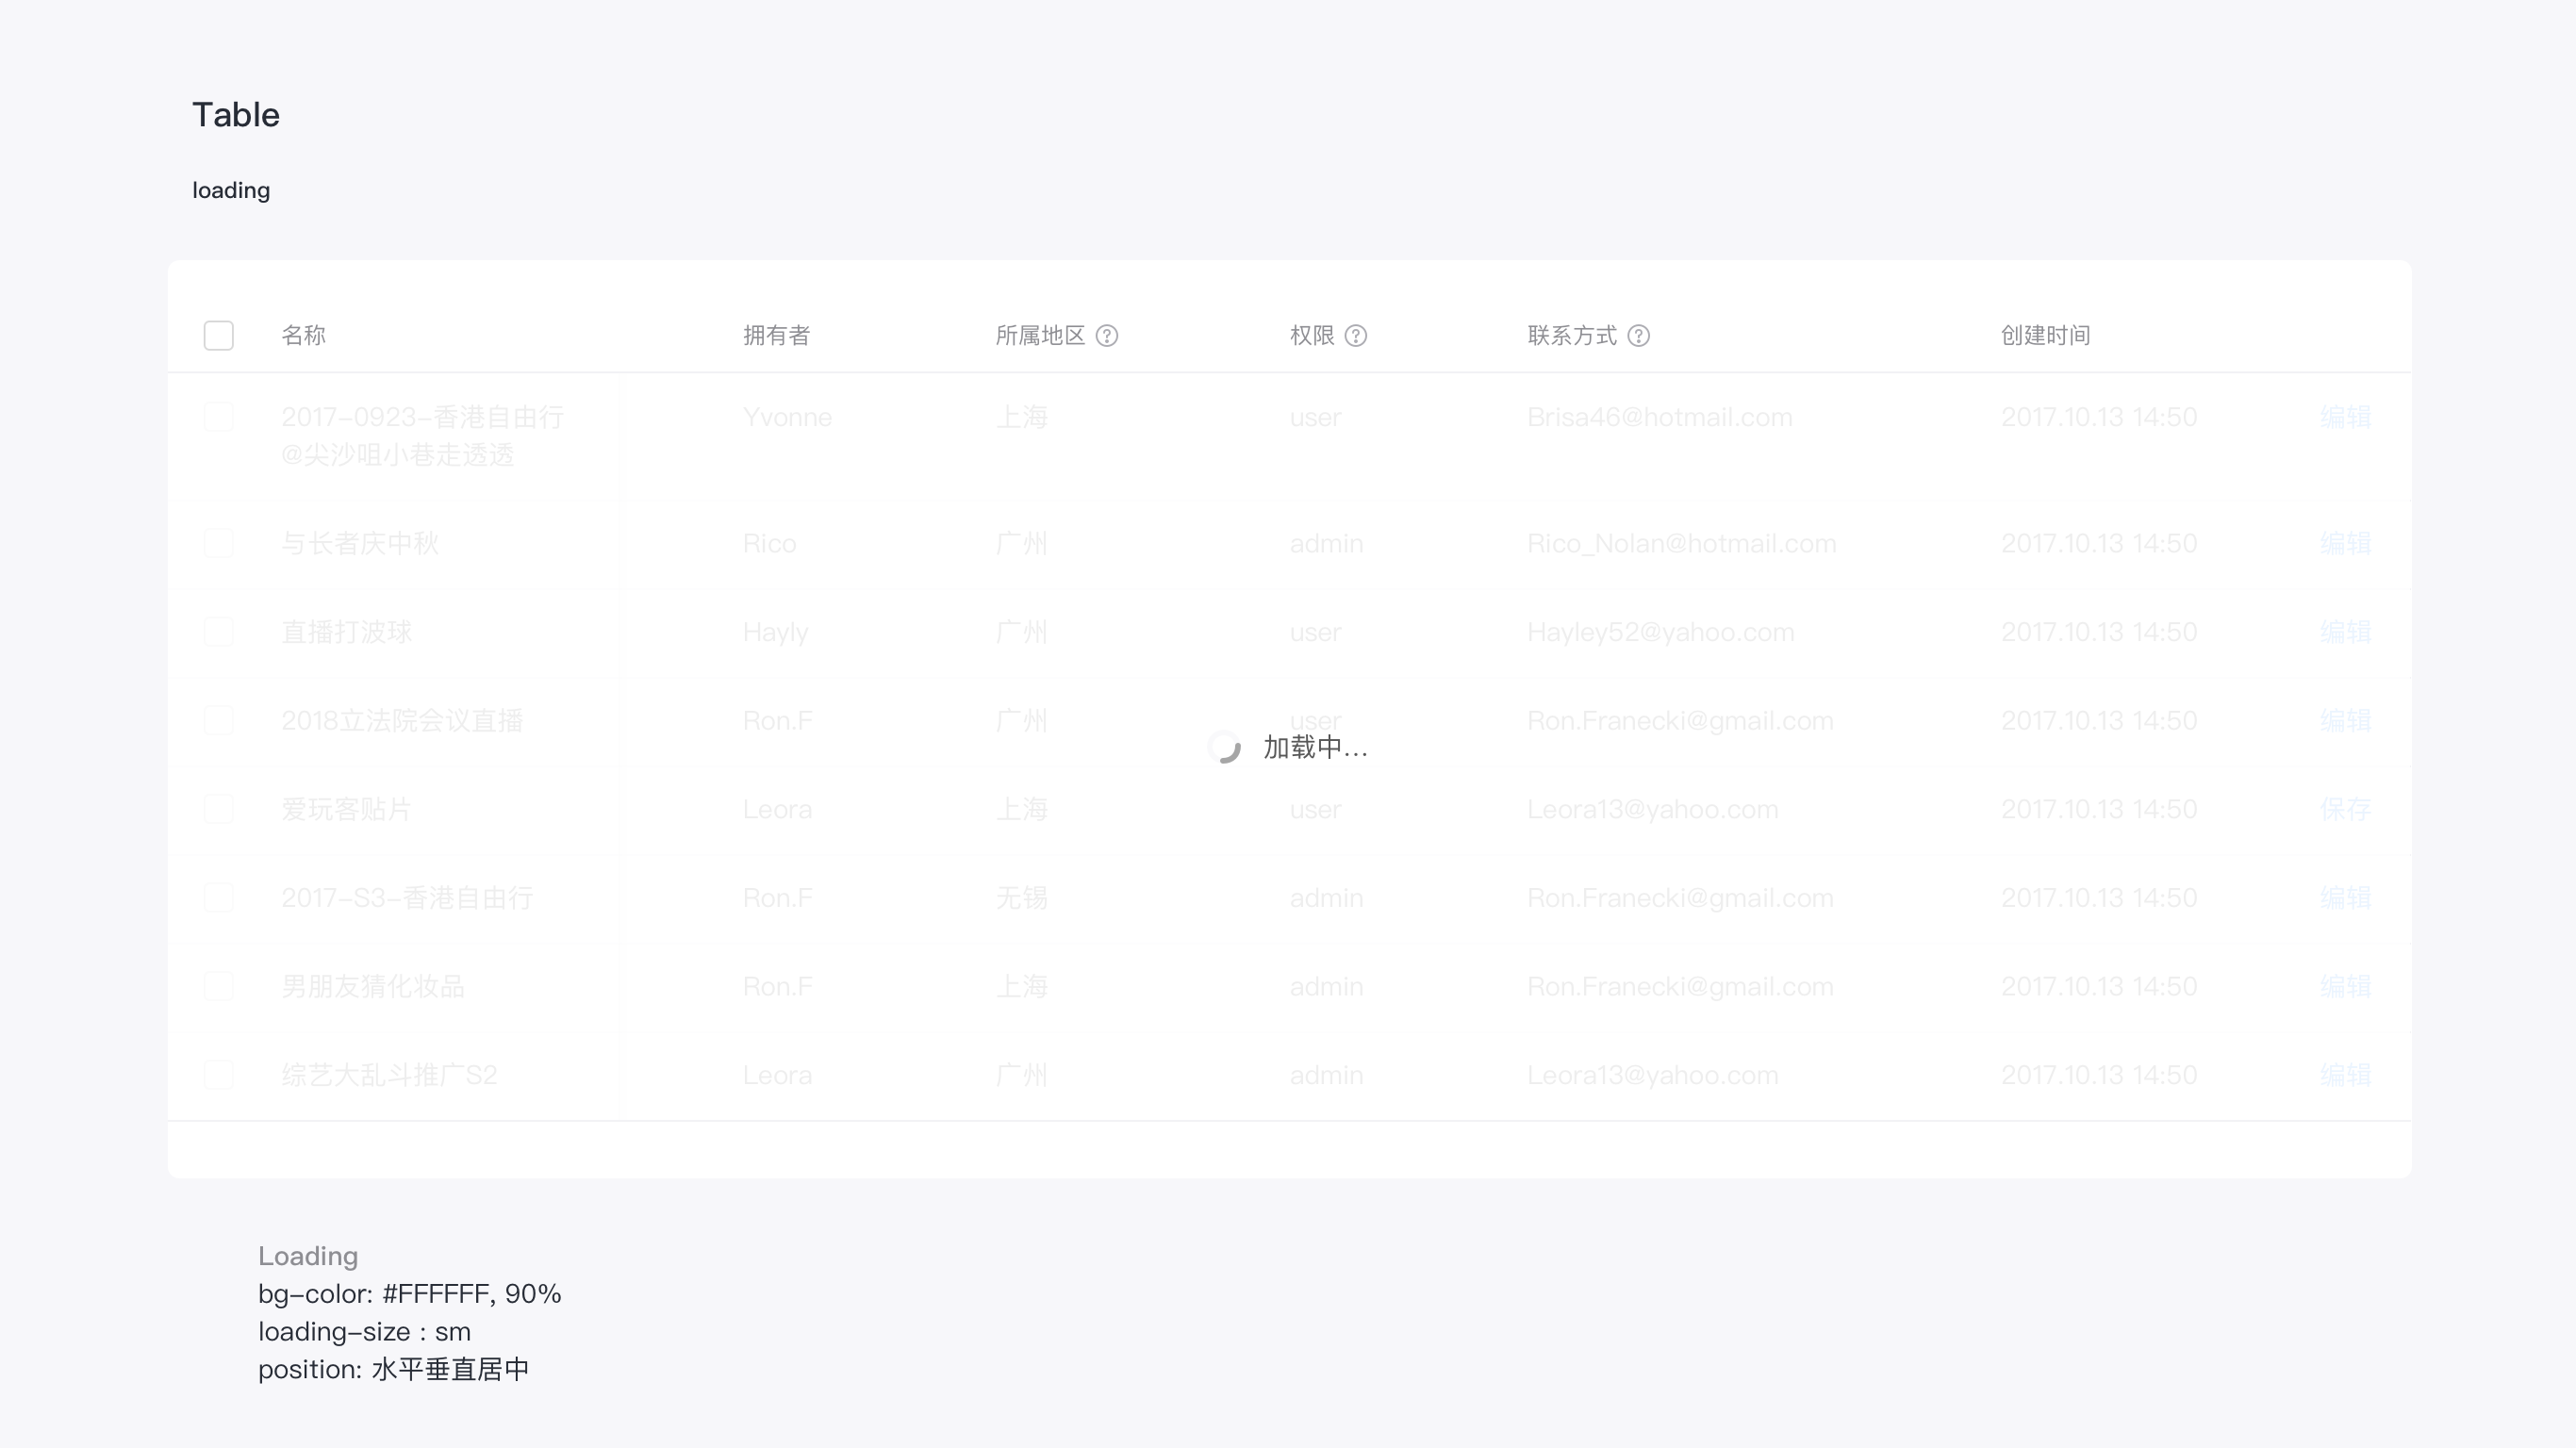 Table
loading
名称 拥有者 所属地区 权限 联系方式 创建时间
2017-0923-香港自由行 Yvonne 上海 user Brisa46@hotmail.com 2017.10.13 14:50 编辑
@尖沙咀小巷走透透
与长者庆中秋 Rico 广州 admin Rico_Nolan@hotmail.com 2017.10.13 14:50 编辑
直播打波球 Hayly 广州 user Hayley52@yahoo.com 2017.10.13 14:50 编辑
2018立法院会议直播 Ron.F 广州 user Ron.Franecki@gmail.com 2017.10.13 14:50 编辑
加载中...
爱玩客贴片 Leora 上海 user Leora13@yahoo.com 2017.10.13 14:50 保存
2017-S3-香港自由行 Ron.F 无锡 admin Ron.Franecki@gmail.com 2017.10.13 14:50 编辑
男朋友猜化妆品 Ron.F 上海 admin Ron.Franecki@gmail.com 2017.10.13 14:50 编辑
综艺大乱斗推广S2 Leora 广州 admin Leora13@yahoo.com 2017.10.13 14:50 编辑
Loading
bg-color: #FFFFFF, 90%
loading-size : sm
position: 水平垂直居中